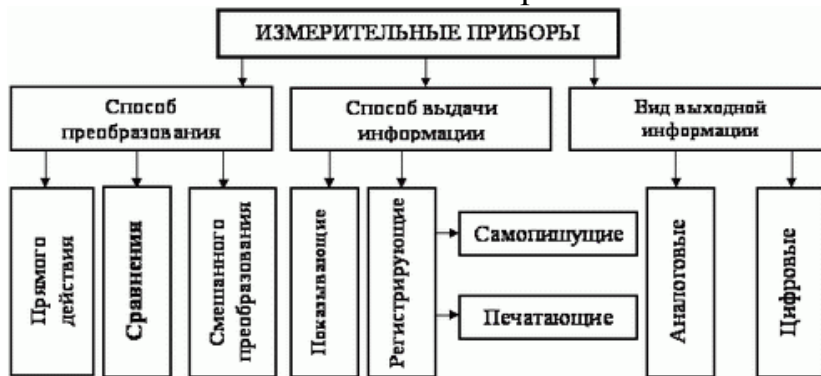 ИЗМЕРИТЕЛЬНЫЕ ПРИБОРЫ
Способ
преобразования
Способ выдачи
информации
Вид выходной
информации
Прямого
действия
Сравнения
Смешанного
преобразования
Показывающие
Регистрирующие
Самопишущие
Печатающие
Аналоговые
Цифровые